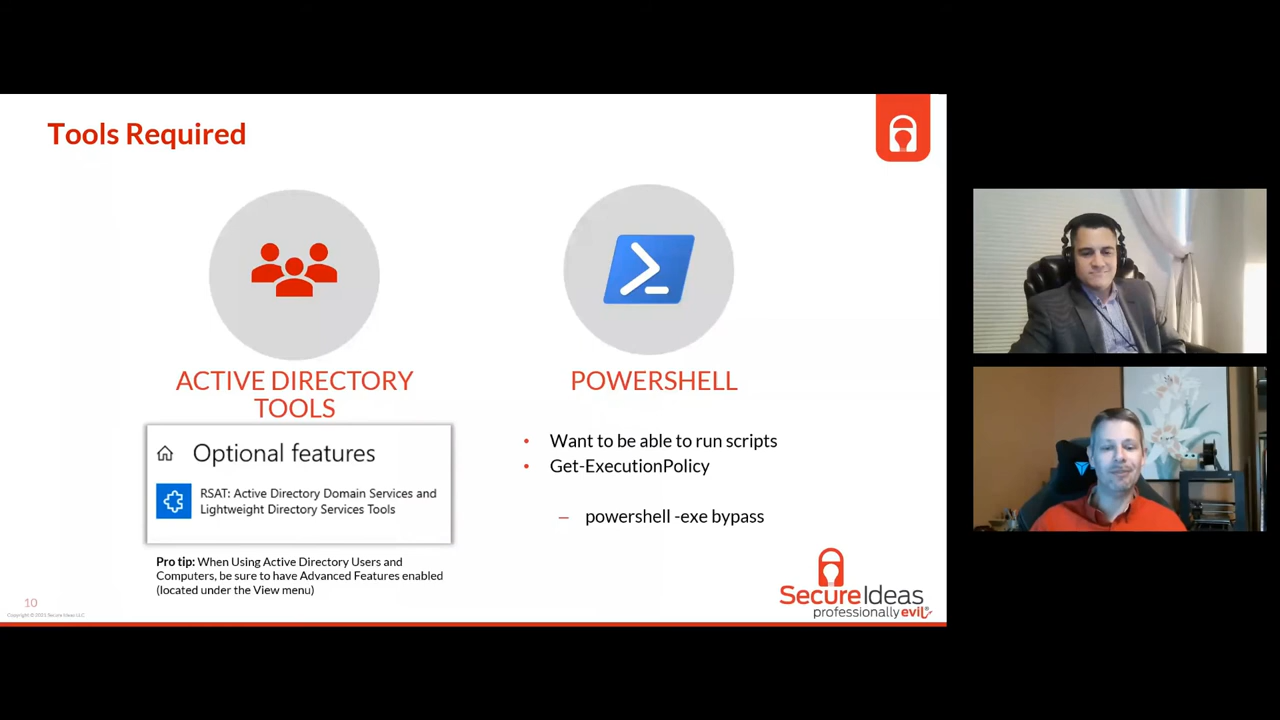 Tools Required
ACTIVE DIRECTORY
TOOLS
Optional features
RSAT: Active Directory Domain Services and
Lightweight Directory Services Tools
Pro tip: When Using Active Directory Users and
Computers, be sure to have Advanced Features enabled
(located under the View menu)
POWERSHELL
• Want to be able to run scripts
• Get-ExecutionPolicy
– powershell -exe bypass
10
SecureIdeas
professionally evil®